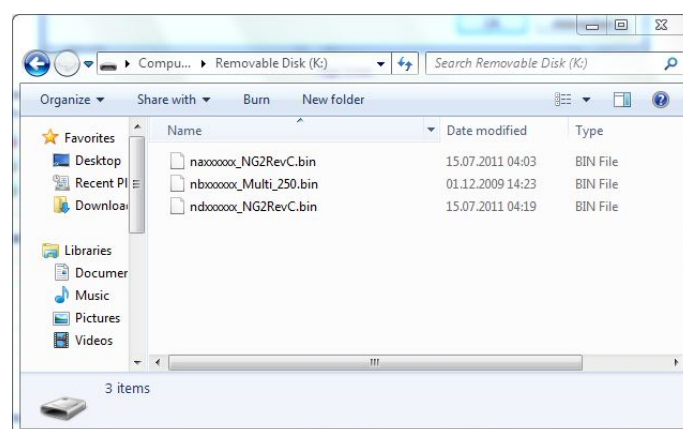 Compu... Removable Disk (K:) Search Removable Disk (K:)
Organize Share with Burn New folder
Favorites
Desktop
Recent Pl
Downloa
Libraries
Documer
Music
Pictures
Videos
Name Date modified Type
naxxxxxx_NG2RevC.bin 15.07.2011 04:03 BIN File
nbxxxxxx_Multi_250.bin 01.12.2009 14:23 BIN File
ndxxxxxx_NG2RevC.bin 15.07.2011 04:19 BIN File
3 items